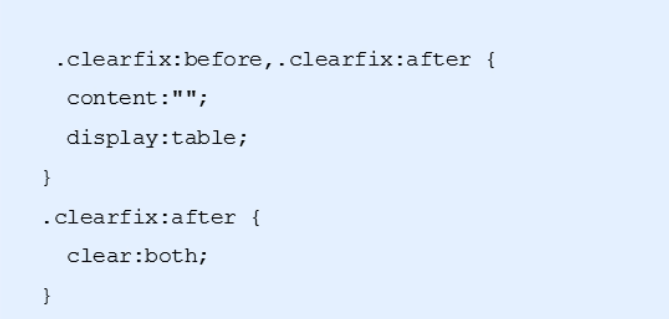 .clearfix:before,.clearfix:after {
content:"";
display:table;
}
.clearfix:after {
clear:both;
}